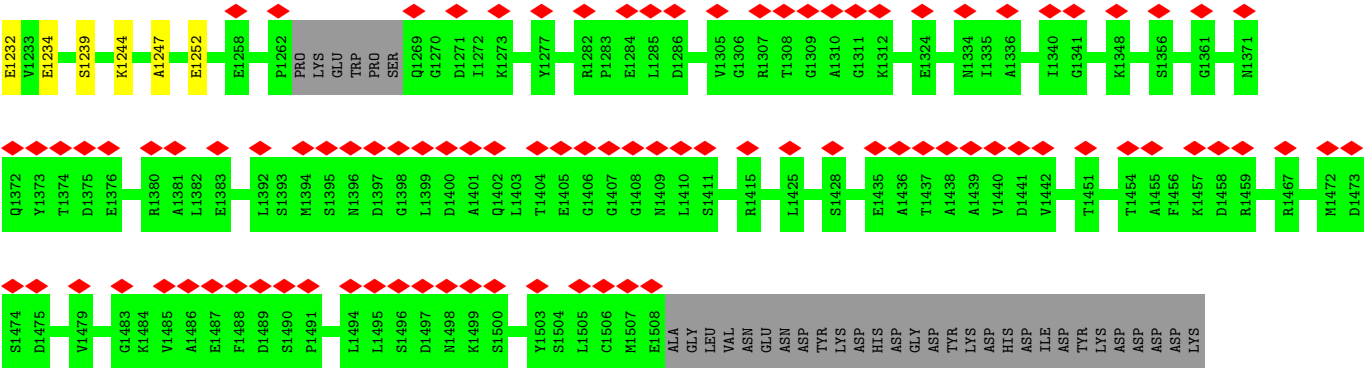 E1232 V1233 E1234 S1239 K1244 A1247 E1252 E1258 P1262 PRO LYS GLU TRP PRO SER Q1269 G1270 D1271 I1272 K1273 Y1277 R1282 P1283 E1284 L1285 D1286 V1305 G1306 R1307 T1308 G1309 A1310 G1311 K1312 E1324 N1334 I1335 A1336 I1340 G1341 K1348 S1356 G1361 N1371
Q1372 Y1373 T1374 D1375 E1376 R1380 A1381 L1382 E1383 L1392 S1393 M1394 S1395 N1396 D1397 G1398 L1399 D1400 A1401 Q1402 L1403 T1404 E1405 G1406 G1407 G1408 N1409 L1410 S1411 R1415 L1425 S1428 E1435 A1436 T1437 A1438 A1439 V1440 D1441 V1442 T1451 T1454 A1455 F1456 K1457 D1458 R1459 R1467 M1472 D1473
S1474 D1475 V1479 G1483 K1484 V1485 A1486 E1487 F1488 D1489 S1490 P1491 L1494 L1495 S1496 D1497 N1498 K1499 S1500 Y1503 S1504 L1505 C1506 M1507 E1508 ALA GLY LEU VAL ASN GLU ASN ASP TYR LYS ASP HIS ASP GLY ASP TYR LYS ASP HIS ASP ILE ASP TYR LYS ASP ASP ASP ASP LYS